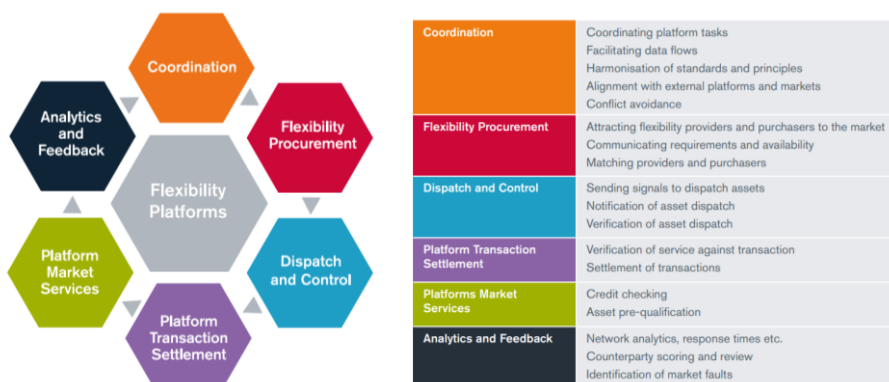 Coordination
Analytics
and
Feedback
Flexibility
Procurement
Flexibility
Platforms
Platform
Market
Services
Dispatch
and Control
Platform
Transaction
Settlement
Coordination
Coordinating platform tasks
Facilitating data flows
Harmonisation of standards and principles
Alignment with external platforms and markets
Conflict avoidance
Flexibility Procurement
Attracting flexibility providers and purchasers to the market
Communicating requirements and availability
Matching providers and purchasers
Dispatch and Control
Sending signals to dispatch assets
Notification of asset dispatch
Verification of asset dispatch
Platform Transaction
Settlement
Verification of service against transaction
Settlement of transactions
Platforms Market
Services
Credit checking
Asset pre-qualification
Analytics and Feedback
Network analytics, response times etc.
Counterparty scoring and review
Identification of market faults